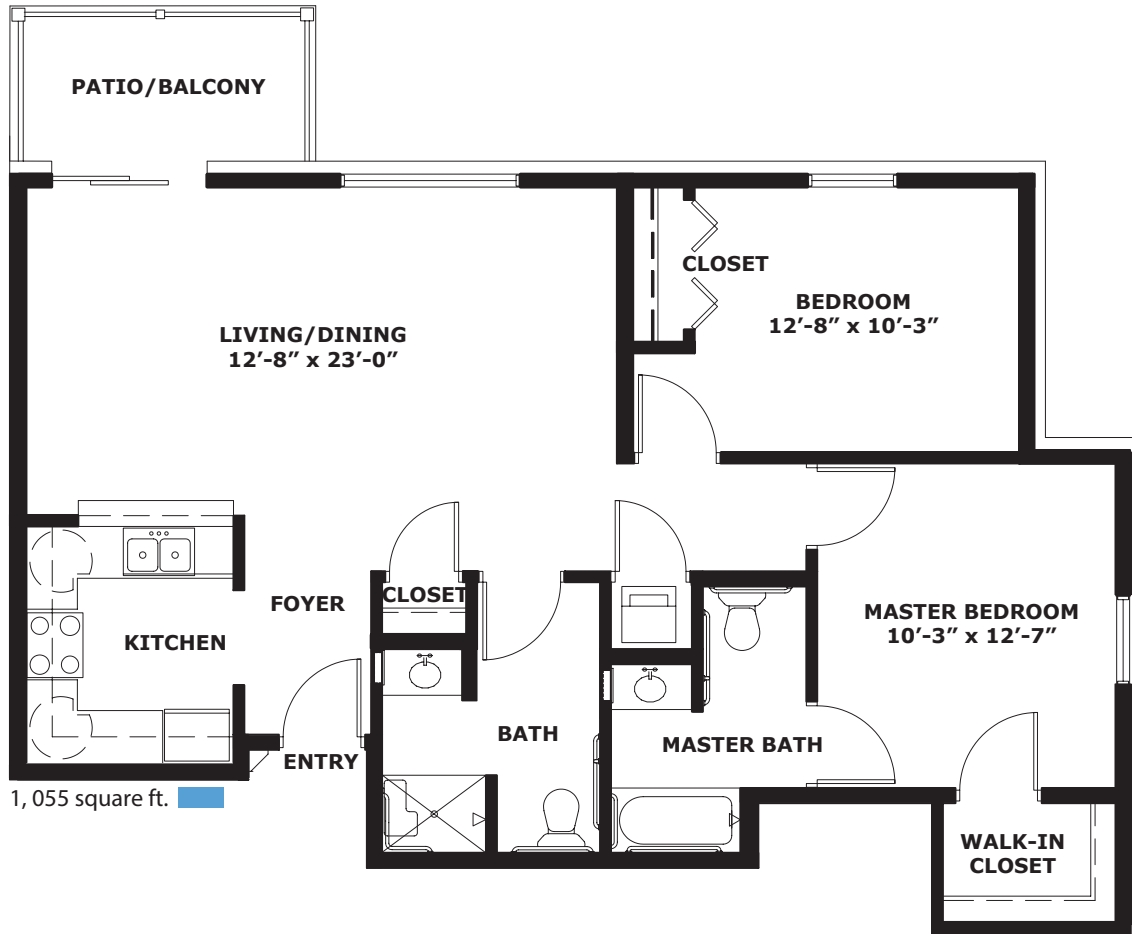 PATIO/BALCONY
CLOSET
BEDROOM
12’-8” x 10’-3”
LIVING/DINING
12’-8” x 23’-0”
CLOSET
FOYER
KITCHEN
MASTER BEDROOM
10’-3” x 12’-7”
BATH
MASTER BATH
ENTRY
1, 055 square ft.
WALK-IN
CLOSET